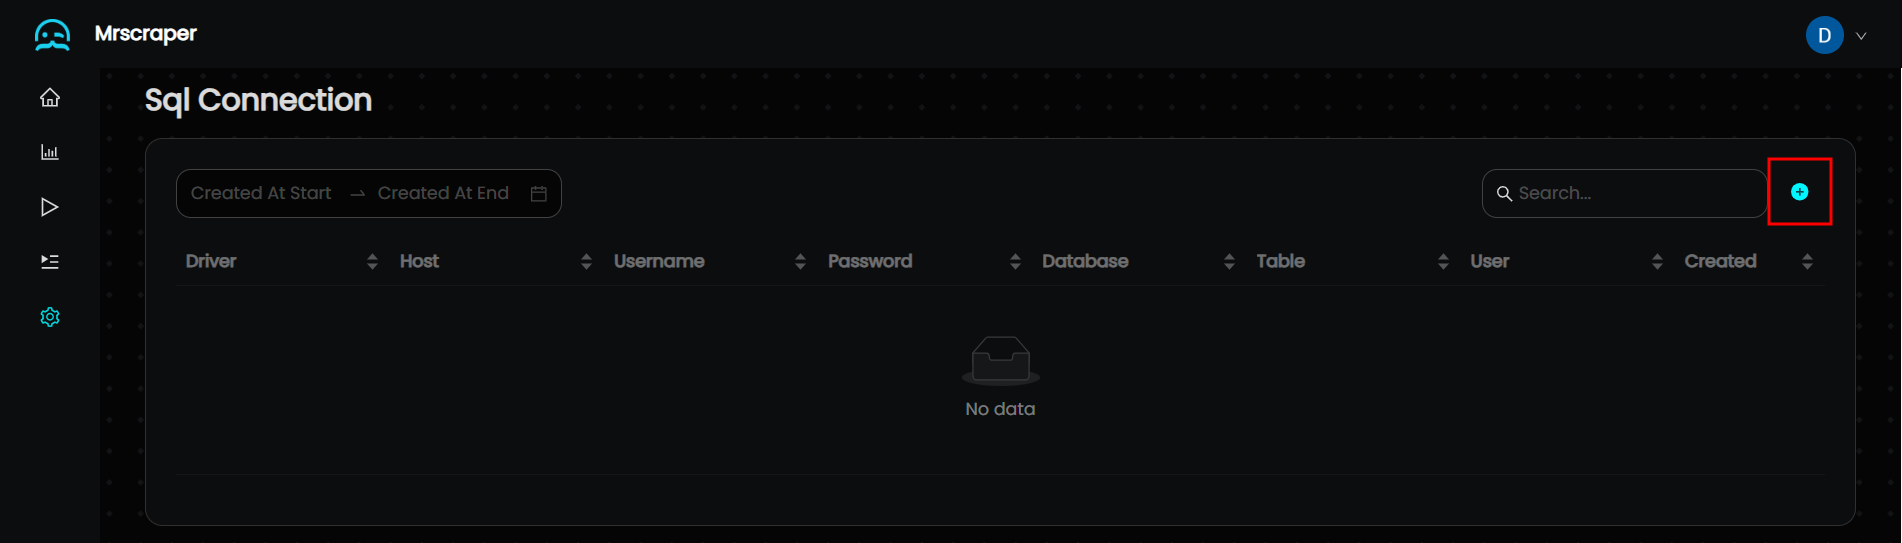 Mrscraper
D
Sql Connection
Created At Start Created At End
Search...
Driver Host Username Password Database Table User Created
No data